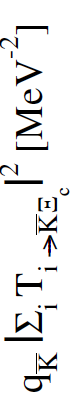 q_K̅ |Σ_i T_{i→K̅Ξ_c}|² [MeV⁻²]